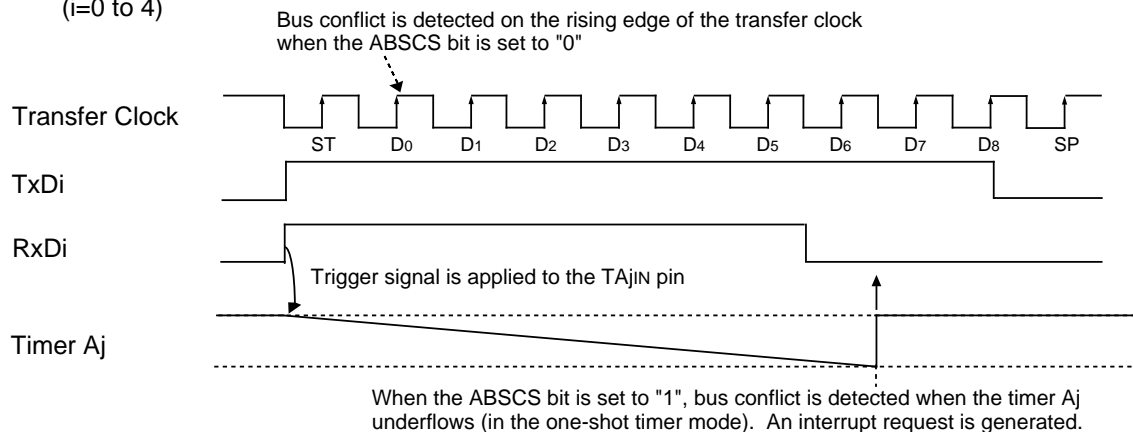 (i=0 to 4)
Bus conflict is detected on the rising edge of the transfer clock
when the ABSCS bit is set to "0"
Transfer Clock
ST D0 D1 D2 D3 D4 D5 D6 D7 D8 SP
TxDi
RxDi
Trigger signal is applied to the TAjIN pin
Timer Aj
When the ABSCS bit is set to "1", bus conflict is detected when the timer Aj
underflows (in the one-shot timer mode). An interrupt request is generated.